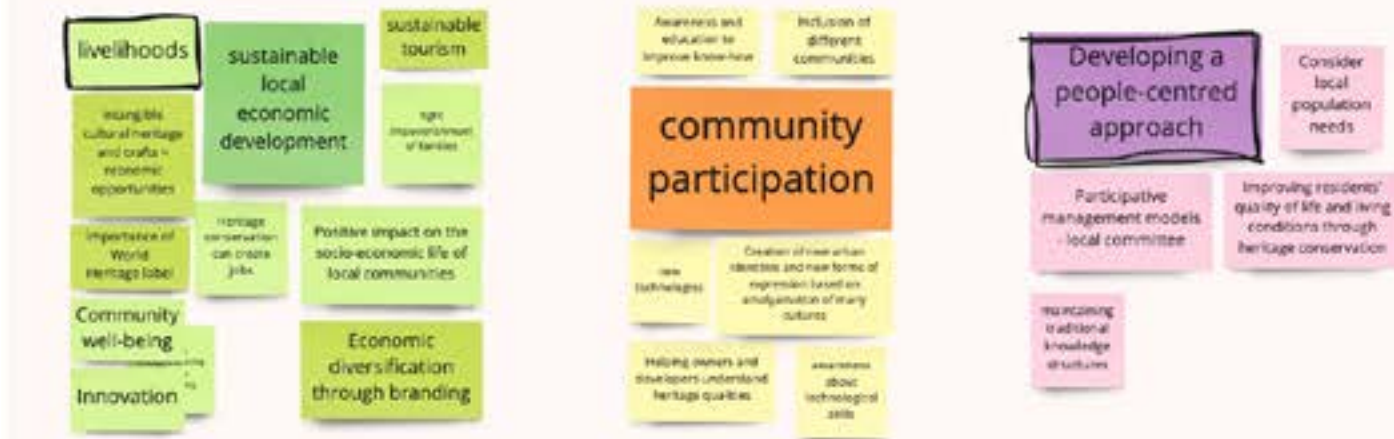 livelihoods
sustainable
local
economic
development
sustainable
tourism
intangible
cultural heritage
and crafts =
economic
opportunities
fight
impoverishment
of families
Importance of
World
Heritage label
Heritage
conservation
can create
jobs
Positive impact on the
socio-economic life of
local communities
Community
well-being
Innovation
Economic
diversification
through branding
Awareness and
education to
improve know-how
Inclusion of
different
communities
community
participation
new
technologies
Creation of new urban
identities and new forms of
expression based on
amalgamation of many
cultures
Helping owners and
developers understand
heritage qualities
awareness
about
technological
skills
Developing a
people-centred
approach
Consider
local
population
needs
Participative
management models
- local committee
Improving residents'
quality of life and living
conditions through
heritage conservation
maintaining
traditional
knowledge
structures